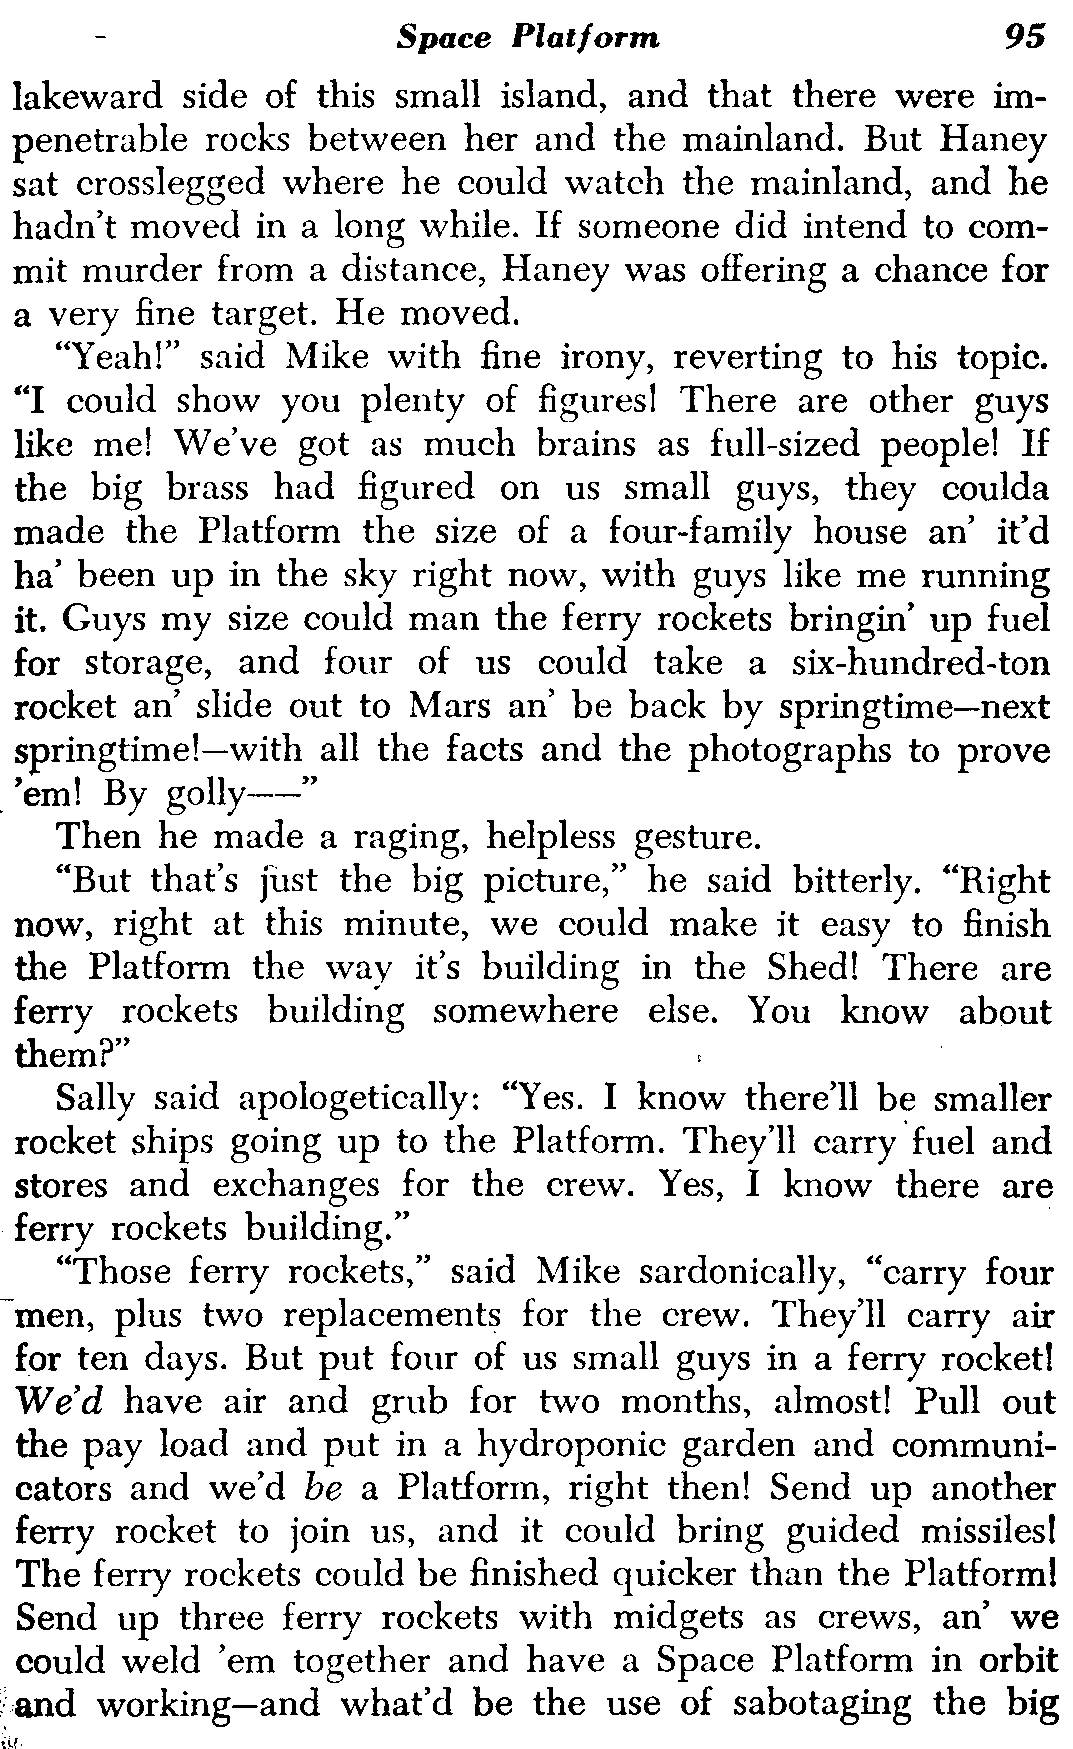 Space Platform 95
lakeward side of this small island, and that there were im-
penetrable rocks between her and the mainland. But Haney
sat crosslegged where he could watch the mainland, and he
hadn't moved in a long while. If someone did intend to com-
mit murder from a distance, Haney was offering a chance for
a very fine target. He moved.
"Yeah!" said Mike with fine irony, reverting to his topic.
"I could show you plenty of figures! There are other guys
like me! We've got as much brains as full-sized people! If
the big brass had figured on us small guys, they coulda
made the Platform the size of a four-family house an' it'd
ha' been up in the sky right now, with guys like me running
it. Guys my size could man the ferry rockets bringin' up fuel
for storage, and four of us could take a six-hundred-ton
rocket an' slide out to Mars an' be back by springtime—next
springtime!—with all the facts and the photographs to prove
'em! By golly——"
Then he made a raging, helpless gesture.
"But that's just the big picture," he said bitterly. "Right
now, right at this minute, we could make it easy to finish
the Platform the way it's building in the Shed! There are
ferry rockets building somewhere else. You know about
them?"
Sally said apologetically: "Yes. I know there'll be smaller
rocket ships going up to the Platform. They'll carry fuel and
stores and exchanges for the crew. Yes, I know there are
ferry rockets building."
"Those ferry rockets," said Mike sardonically, "carry four
men, plus two replacements for the crew. They'll carry air
for ten days. But put four of us small guys in a ferry rocket!
We'd have air and grub for two months, almost! Pull out
the pay load and put in a hydroponic garden and communi-
cators and we'd be a Platform, right then! Send up another
ferry rocket to join us, and it could bring guided missiles!
The ferry rockets could be finished quicker than the Platform!
Send up three ferry rockets with midgets as crews, an' we
could weld 'em together and have a Space Platform in orbit
and working—and what'd be the use of sabotaging the big